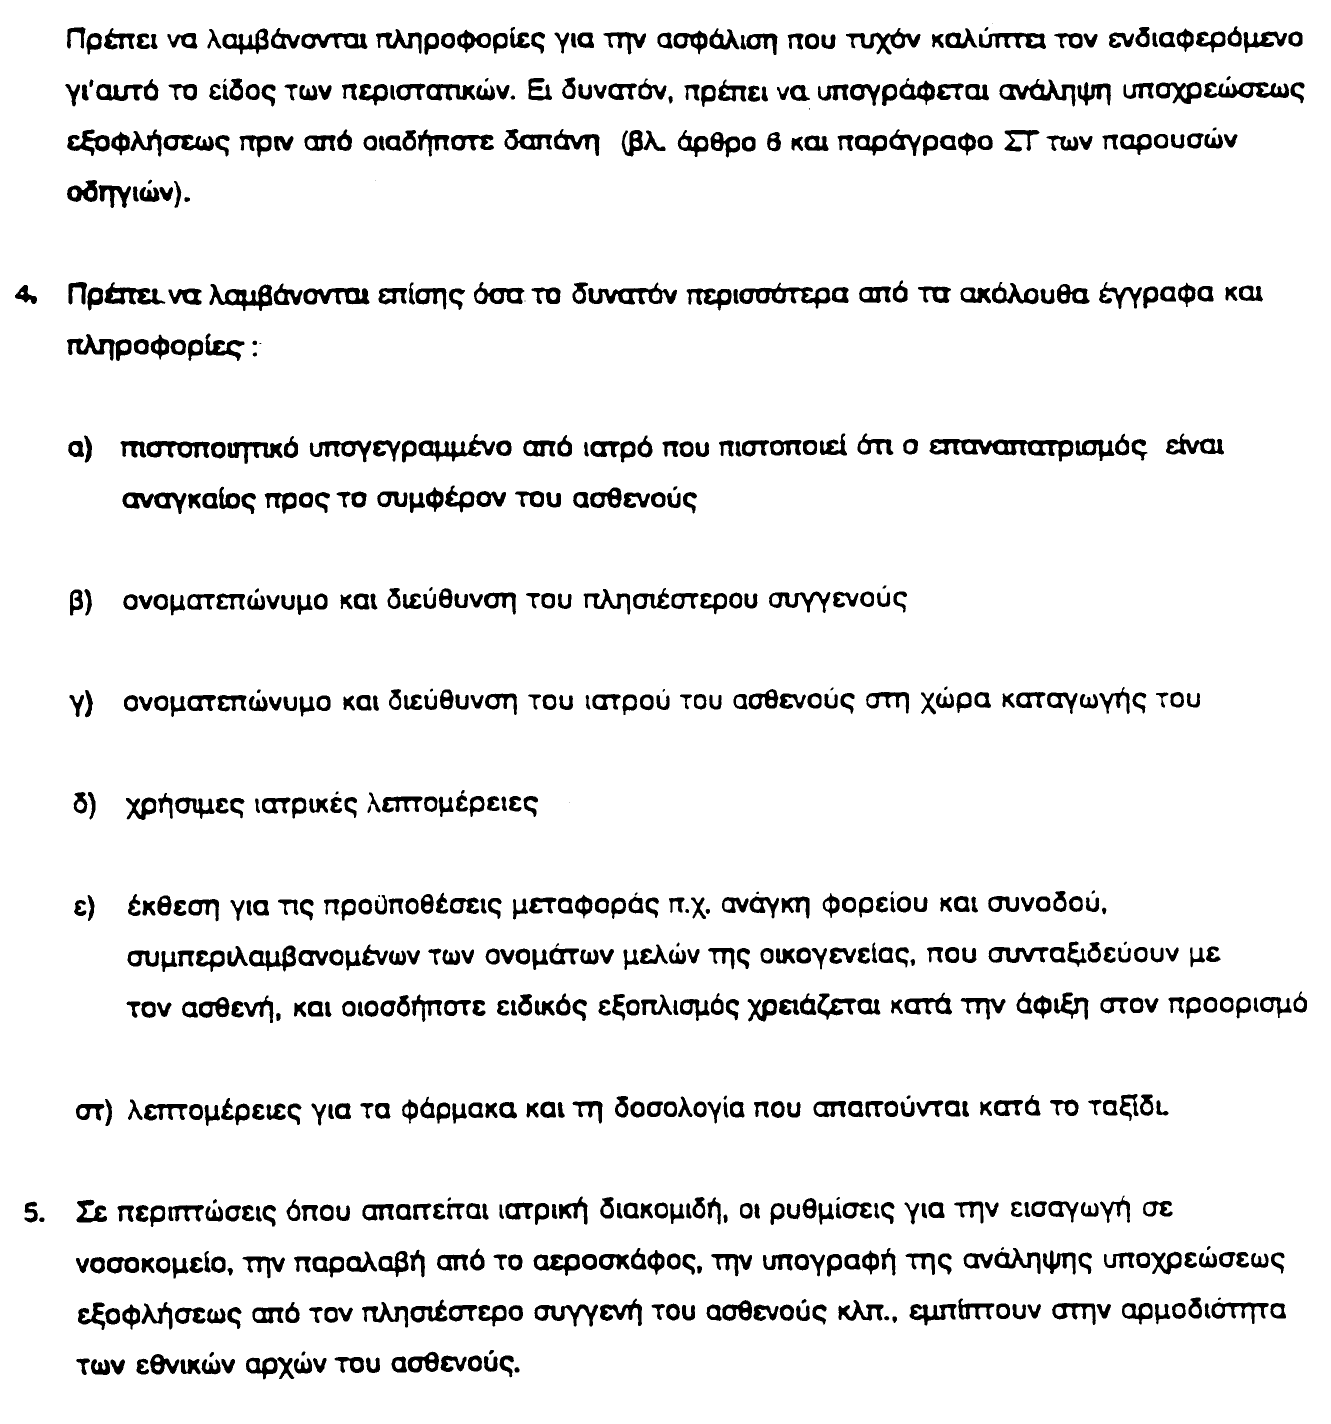 Πρέπει να λαμβάνονται πληροφορίες για την ασφάλιση που τυχόν καλύπτει τον ενδιαφερόμενο
γι'αυτό το είδος των περιστατικών. Ει δυνατόν, πρέπει να υπογράφεται ανάληψη υποχρεώσεως
εξοφλήσεως πριν από οιαδήποτε δαπάνη (βλ. άρθρο 6 και παράγραφο ΣΤ των παρουσών
οδηγιών).
4. Πρέπει να λαμβάνονται επίσης όσα το δυνατόν περισσότερα από τα ακόλουθα έγγραφα και
πληροφορίες :
α) πιστοποιητικό υπογεγραμμένο από ιατρό που πιστοποιεί ότι ο επαναπατρισμός είναι
αναγκαίος προς το συμφέρον του ασθενούς
β) ονοματεπώνυμο και διεύθυνση του πλησιέστερου συγγενούς
γ) ονοματεπώνυμο και διεύθυνση του ιατρού του ασθενούς στη χώρα καταγωγής του
δ) χρήσιμες ιατρικές λεπτομέρειες
ε) έκθεση για τις προϋποθέσεις μεταφοράς π.χ. ανάγκη φορείου και συνοδού,
συμπεριλαμβανομένων των ονομάτων μελών της οικογενείας, που συνταξιδεύουν με
τον ασθενή, και οιοσδήποτε ειδικός εξοπλισμός χρειάζεται κατά την άφιξη στον προορισμό
στ) λεπτομέρειες για τα φάρμακα και τη δοσολογία που απαιτούνται κατά το ταξίδι.
5. Σε περιπτώσεις όπου απαιτείται ιατρική διακομιδή, οι ρυθμίσεις για την εισαγωγή σε
νοσοκομείο, την παραλαβή από το αεροσκάφος, την υπογραφή της ανάληψης υποχρεώσεως
εξοφλήσεως από τον πλησιέστερο συγγενή του ασθενούς κλπ., εμπίπτουν στην αρμοδιότητα
των εθνικών αρχών του ασθενούς.